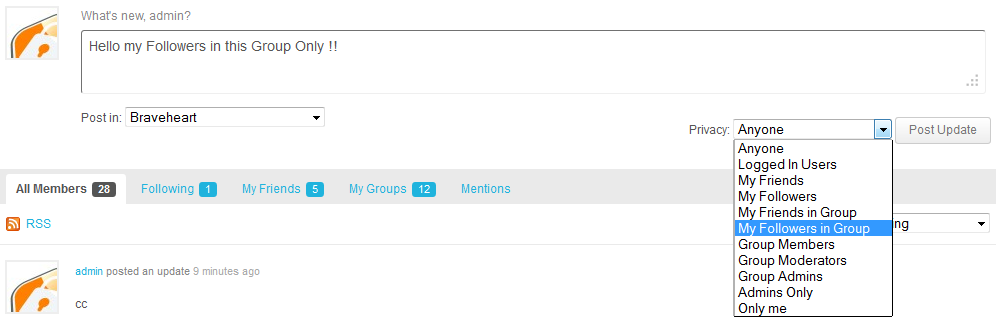 What's new, admin?
Hello my Followers in this Group Only !!
Post in: Braveheart
Privacy: Anyone Post Update
Anyone
Logged In Users
My Friends
My Followers
My Friends in Group
My Followers in Group
Group Members
Group Moderators
Group Admins
Admins Only
Only me
All Members 28 Following 1 My Friends 5 My Groups 12 Mentions
RSS
ng
admin posted an update 9 minutes ago
cc